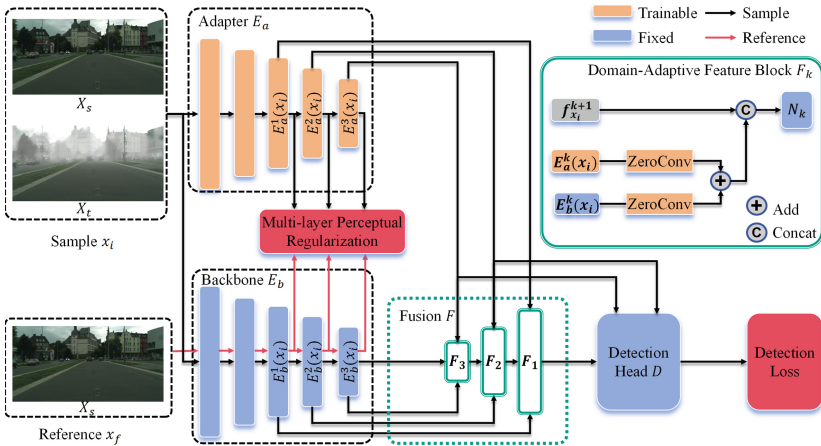 Adapter E_a
Trainable
Sample
Fixed
Reference
X_s
X_t
Sample x_i
E_a^1(x_i)
E_a^2(x_i)
E_a^3(x_i)
Domain-Adaptive Feature Block F_k
f_{x_i}^{k+1}
C
N_k
E_a^k(x_i)
ZeroConv
E_b^k(x_i)
ZeroConv
+
+ Add
C Concat
Multi-layer Perceptual
Regularization
Backbone E_b
E_b^1(x_i)
E_b^2(x_i)
E_b^3(x_i)
Fusion F
F_3
F_2
F_1
Detection
Head D
Detection
Loss
X_s
Reference x_f